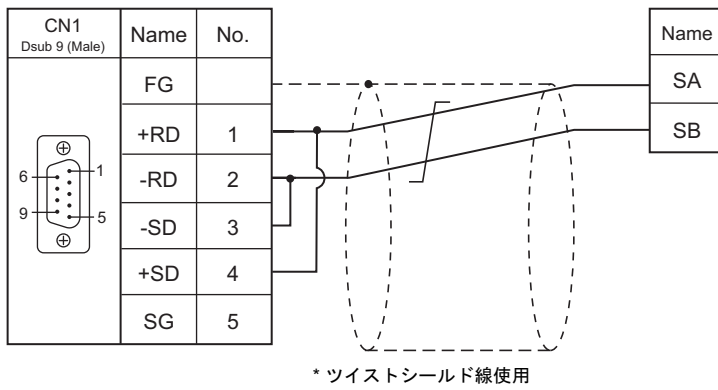 CN1
Dsub 9 (Male)
Name
No.
FG
+RD
1
-RD
2
-SD
3
+SD
4
SG
5
6
1
9
5
Name
SA
SB
* ツイストシールド線使用